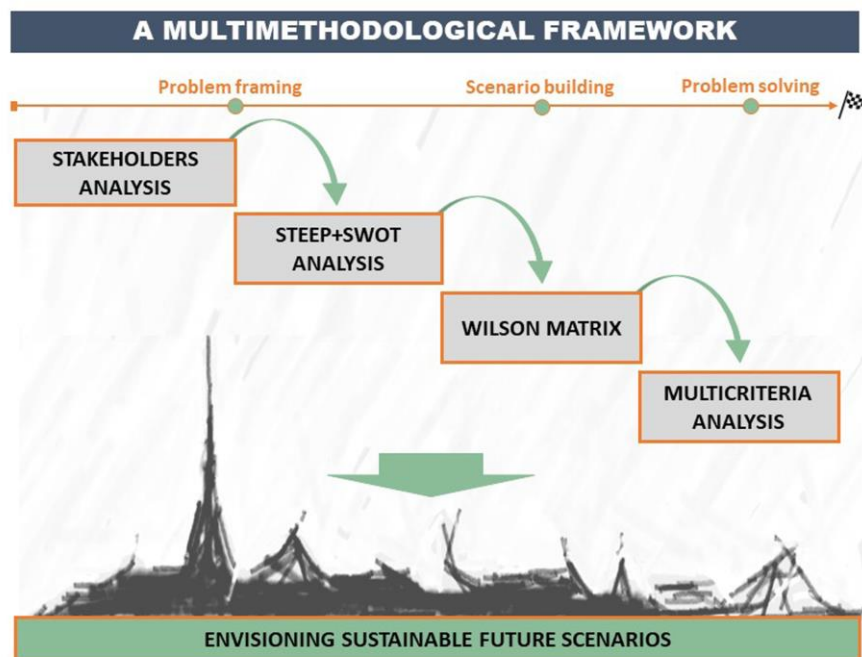 A MULTIMETHODOLOGICAL FRAMEWORK
Problem framing
Scenario building
Problem solving
STAKEHOLDERS
ANALYSIS
STEEP+SWOT
ANALYSIS
WILSON MATRIX
MULTICRITERIA
ANALYSIS
ENVISIONING SUSTAINABLE FUTURE SCENARIOS